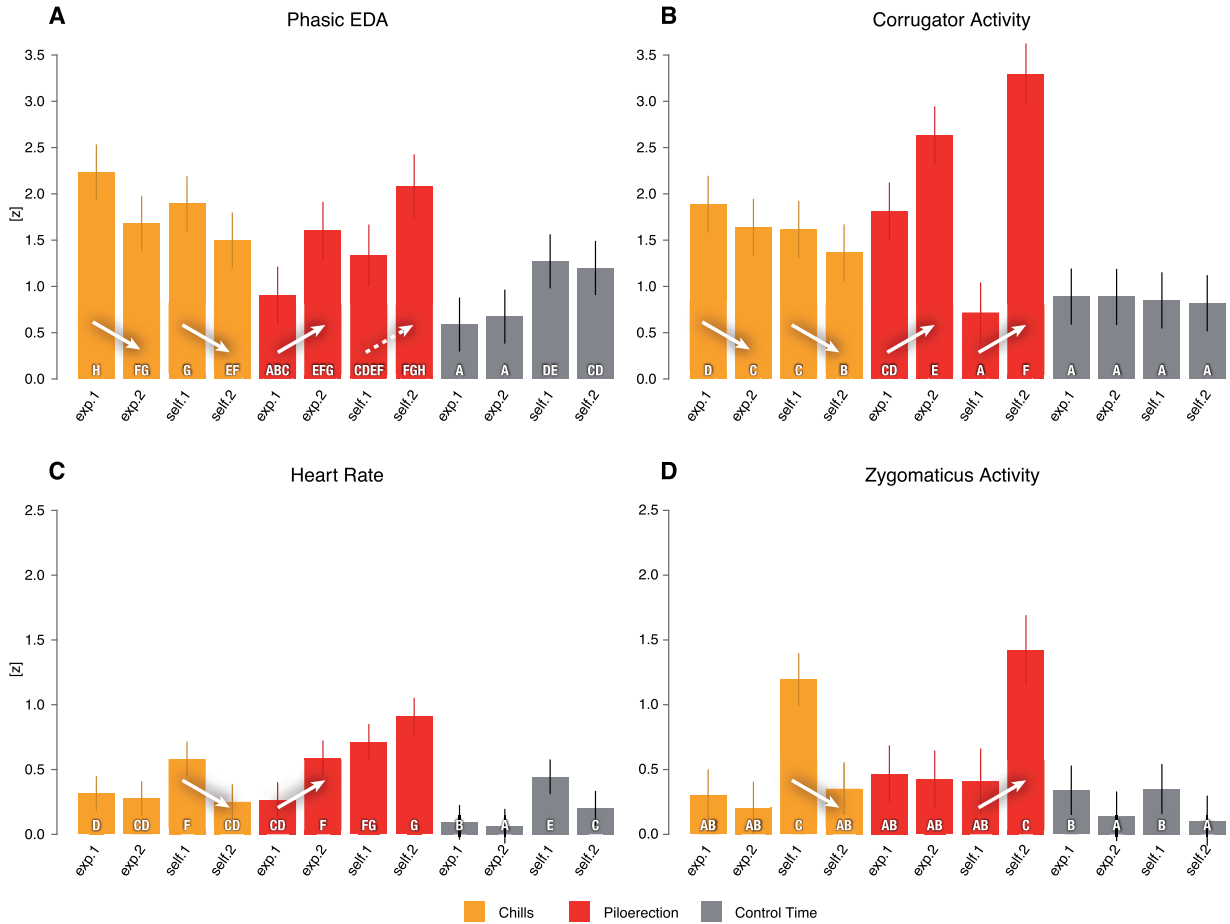 A
Phasic EDA
3.5
3.0
2.5
2.0
1.5
1.0
0.5
0.0
[z]
H FG G EF ABC EFG CDEF FGH A A DE CD
exp.1 exp.2 self.1 self.2 exp.1 exp.2 self.1 self.2 exp.1 exp.2 self.1 self.2
B
Corrugator Activity
3.5
3.0
2.5
2.0
1.5
1.0
0.5
0.0
D C C B CD E A F A A A A
exp.1 exp.2 self.1 self.2 exp.1 exp.2 self.1 self.2 exp.1 exp.2 self.1 self.2
C
Heart Rate
2.5
2.0
1.5
1.0
0.5
0.0
[z]
D CD F CD CD F FG G B A E C
exp.1 exp.2 self.1 self.2 exp.1 exp.2 self.1 self.2 exp.1 exp.2 self.1 self.2
D
Zygomaticus Activity
2.5
2.0
1.5
1.0
0.5
0.0
AB AB C AB AB AB AB C B A B A
exp.1 exp.2 self.1 self.2 exp.1 exp.2 self.1 self.2 exp.1 exp.2 self.1 self.2
Chills Piloerection Control Time